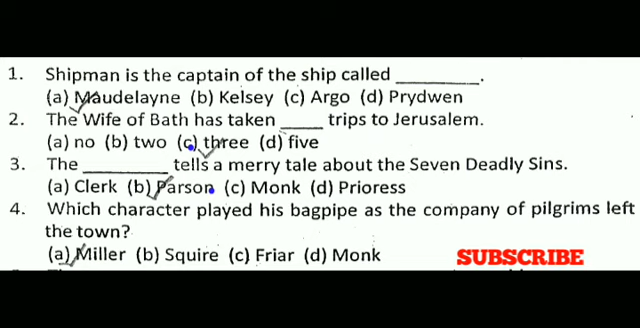 1. Shipman is the captain of the ship called ________.
(a) Maudelayne (b) Kelsey (c) Argo (d) Prydwen
2. The Wife of Bath has taken _____ trips to Jerusalem.
(a) no (b) two (c) three (d) five
3. The _________ tells a merry tale about the Seven Deadly Sins.
(a) Clerk (b) Parson (c) Monk (d) Prioress
4. Which character played his bagpipe as the company of pilgrims left
the town?
(a) Miller (b) Squire (c) Friar (d) Monk
SUBSCRIBE